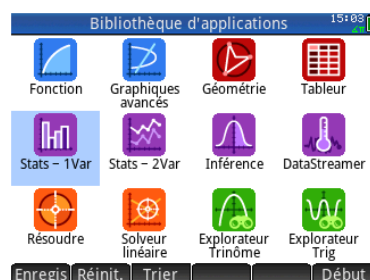 Bibliothèque d'applications 15:03
∠π
Fonction Graphiques avancés Géométrie Tableur
Stats – 1Var Stats – 2Var Inférence DataStreamer
Résoudre Solveur linéaire Explorateur Trinôme Explorateur Trig
Enregis Réinit. Trier Début